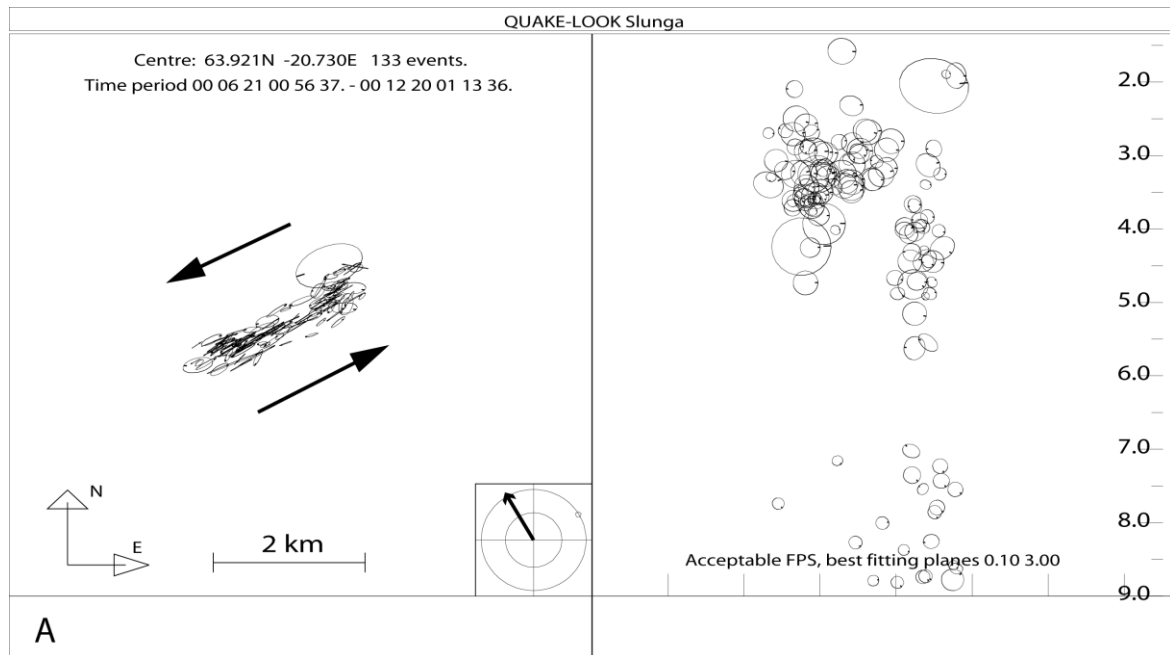 QUAKE-LOOK Slunga
Centre: 63.921N -20.730E 133 events.
Time period 00 06 21 00 56 37. - 00 12 20 01 13 36.
N
E
2 km
A
2.0
3.0
4.0
5.0
6.0
7.0
8.0
Acceptable FPS, best fitting planes 0.10 3.00
9.0